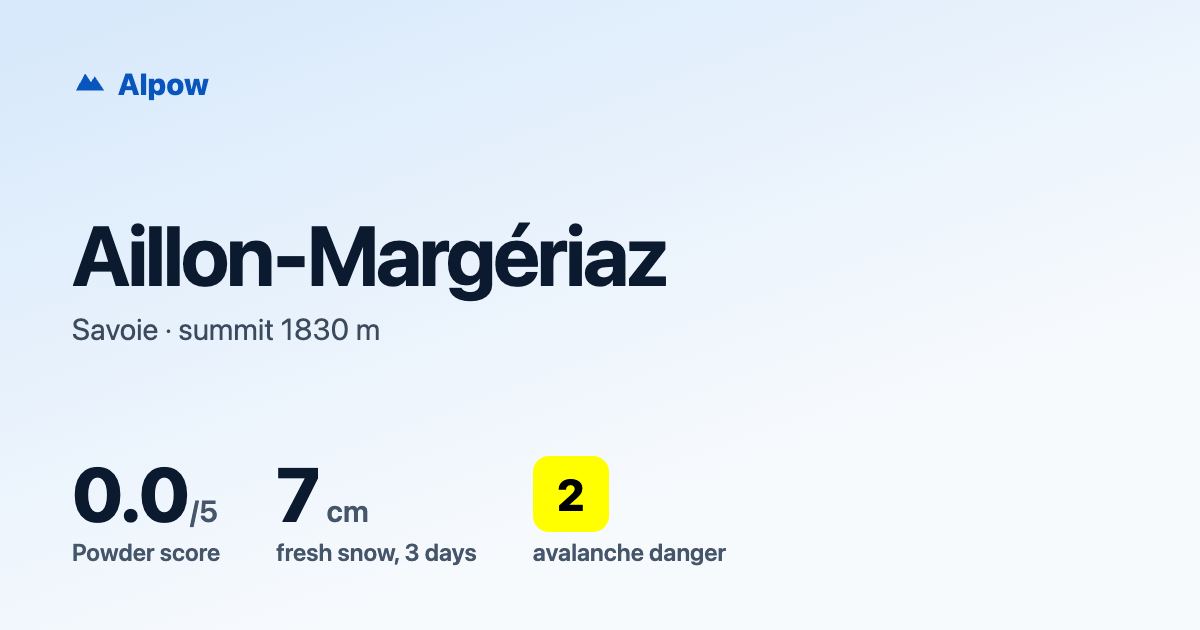 Alpow
Aillon-Margériaz
Savoie · summit 1830 m
0.0/5
Powder score
7 cm
fresh snow, 3 days
2
avalanche danger